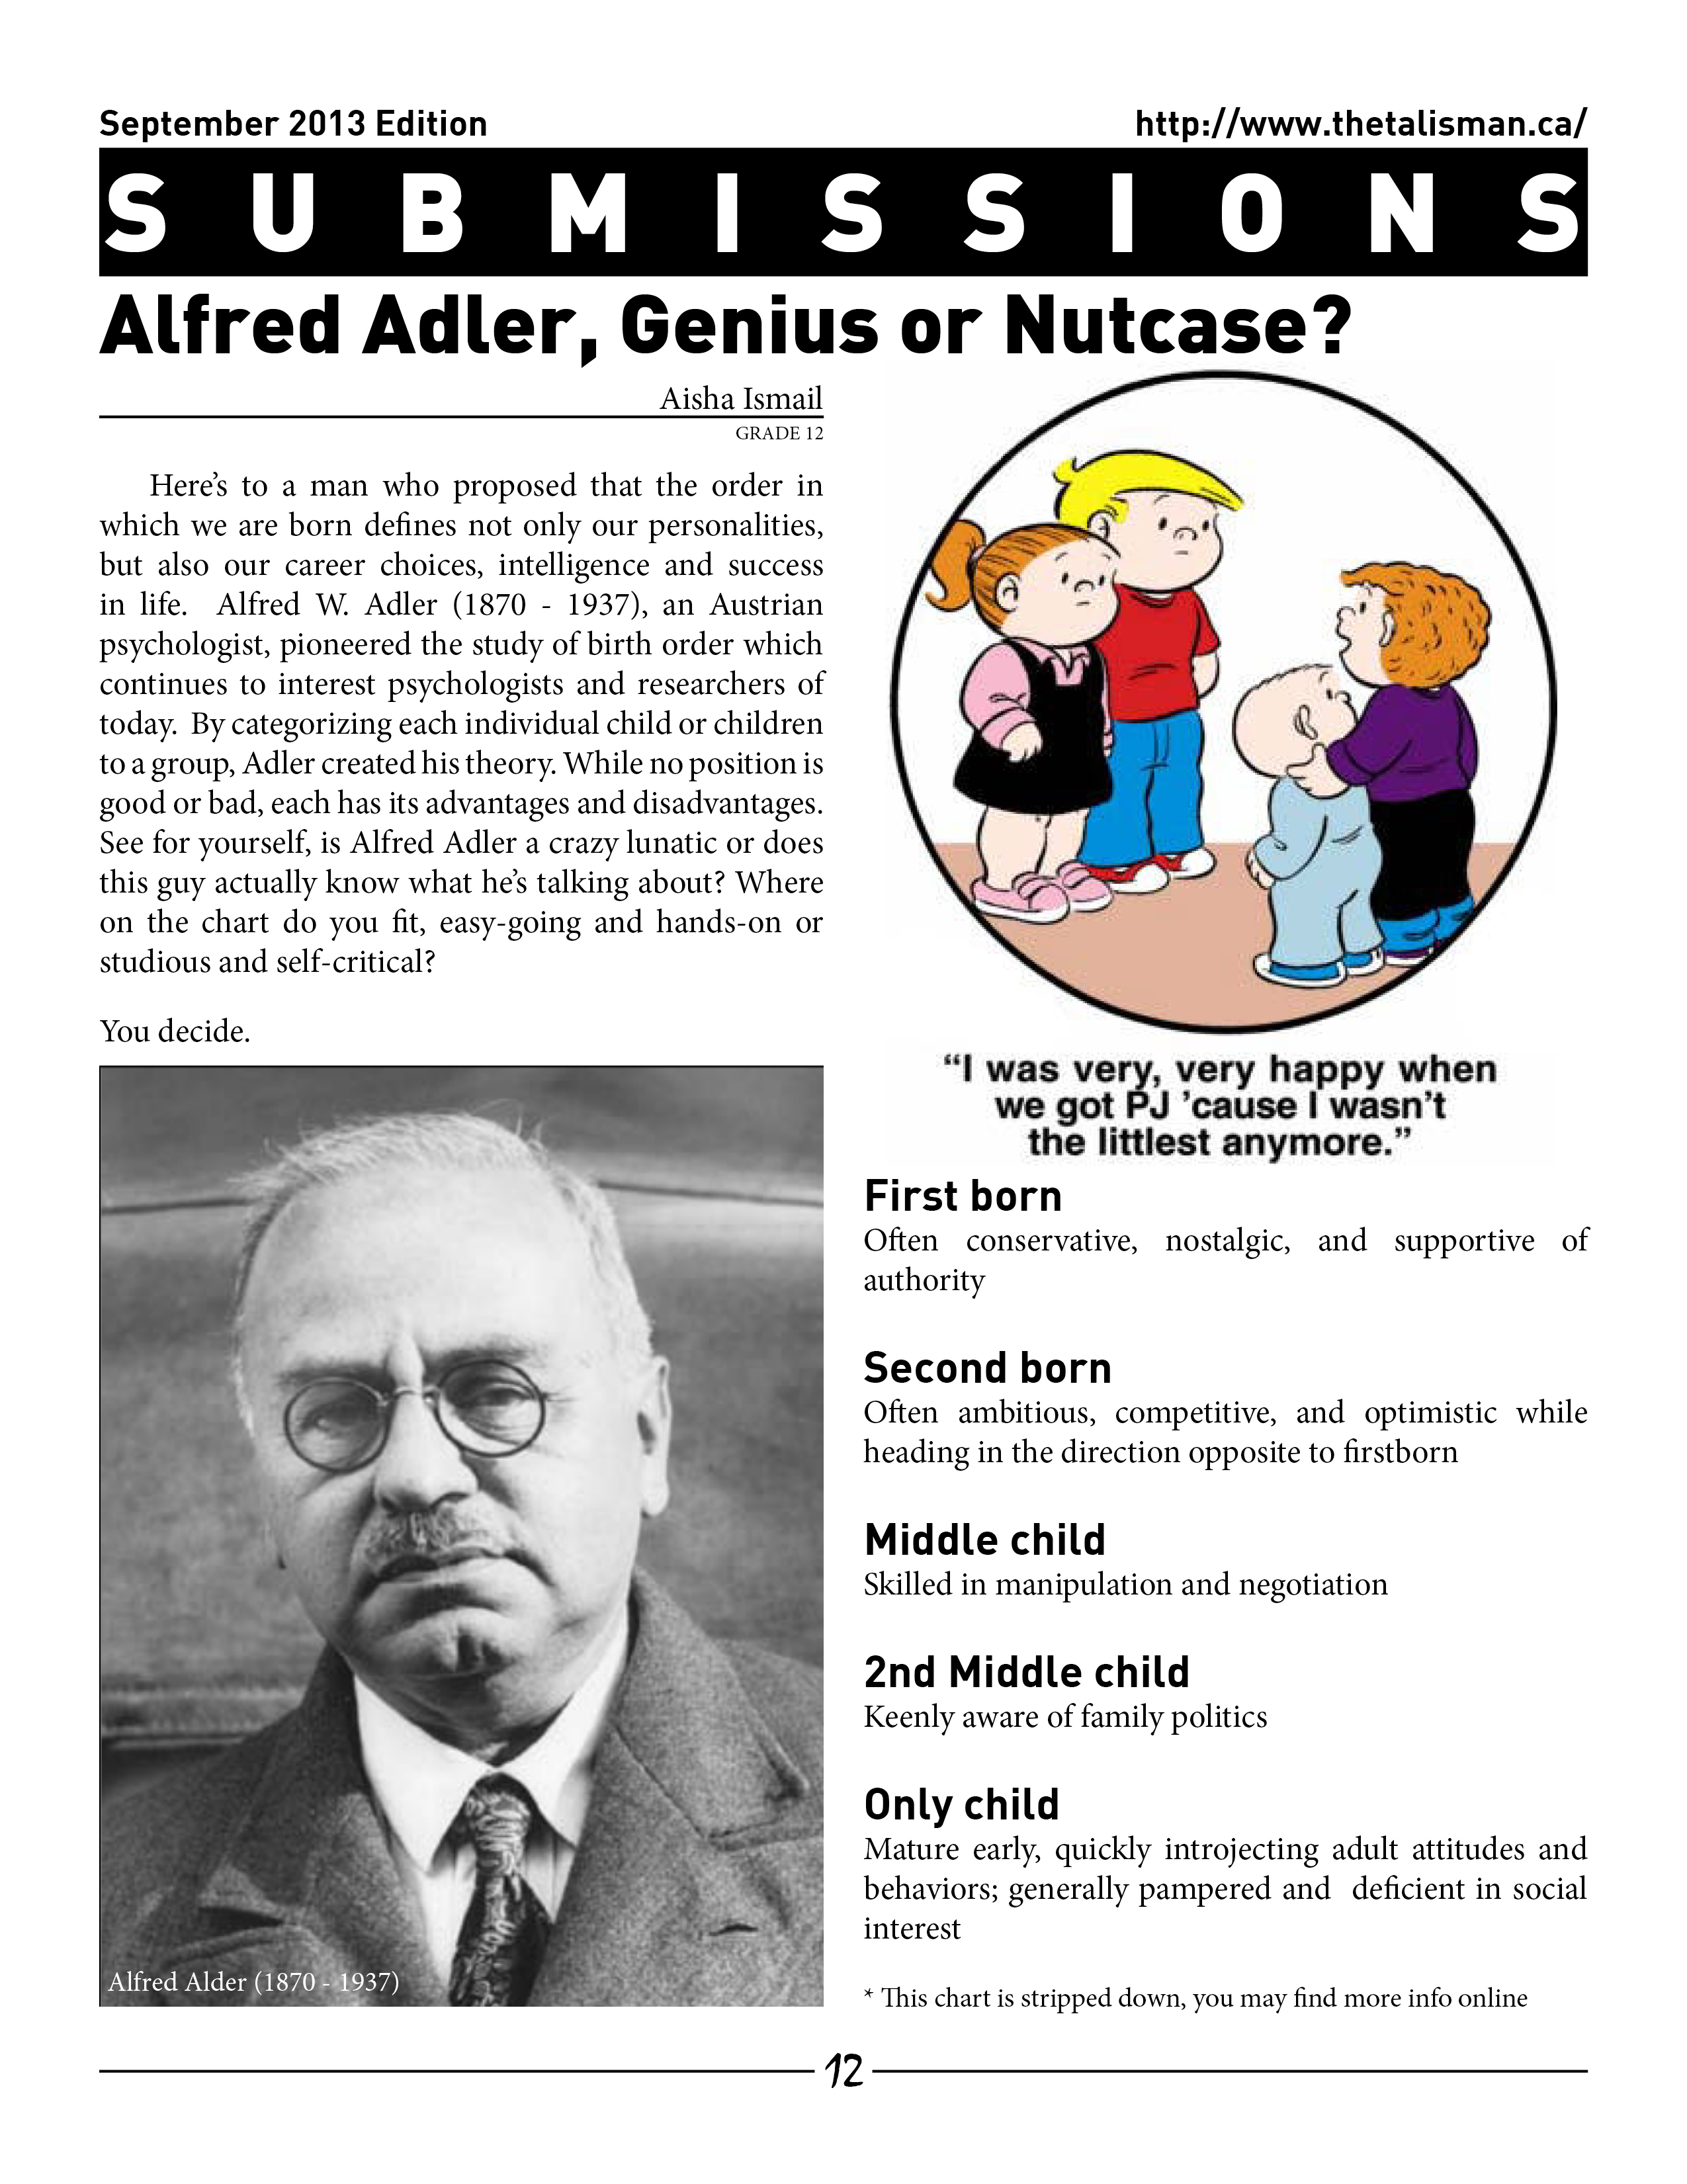 September 2013 Edition
http://www.thetalisman.ca/
SUBMISSIONS
Alfred Adler, Genius or Nutcase?
Aisha Ismail
GRADE 12
Here's to a man who proposed that the order in
which we are born defines not only our personalities,
but also our career choices, intelligence and success
in life. Alfred W. Adler (1870 - 1937), an Austrian
psychologist, pioneered the study of birth order which
continues to interest psychologists and researchers of
today. By categorizing each individual child or children
to a group, Adler created his theory. While no position is
good or bad, each has its advantages and disadvantages.
See for yourself, is Alfred Adler a crazy lunatic or does
this guy actually know what he's talking about? Where
on the chart do you fit, easy-going and hands-on or
studious and self-critical?
You decide.
Alfred Alder (1870 - 1937)
“I was very, very happy when
we got PJ ’cause I wasn’t
the littlest anymore.”
First born
Often conservative, nostalgic, and supportive of
authority
Second born
Often ambitious, competitive, and optimistic while
heading in the direction opposite to firstborn
Middle child
Skilled in manipulation and negotiation
2nd Middle child
Keenly aware of family politics
Only child
Mature early, quickly introjecting adult attitudes and
behaviors; generally pampered and deficient in social
interest
* This chart is stripped down, you may find more info online
12